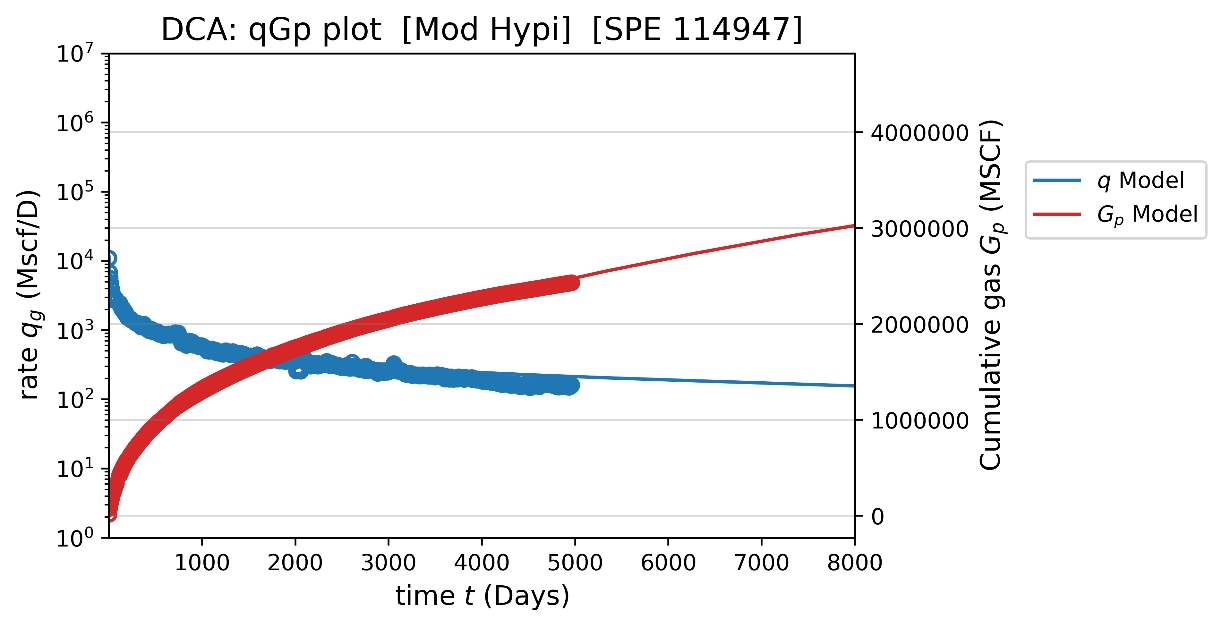 DCA: qGp plot [Mod Hypi] [SPE 114947]
rate q_g (Mscf/D)
10^7
10^6
10^5
10^4
10^3
10^2
10^1
10^0
1000 2000 3000 4000 5000 6000 7000 8000
time t (Days)
4000000
3000000
2000000
1000000
0
Cumulative gas G_p (MSCF)
q Model
G_p Model